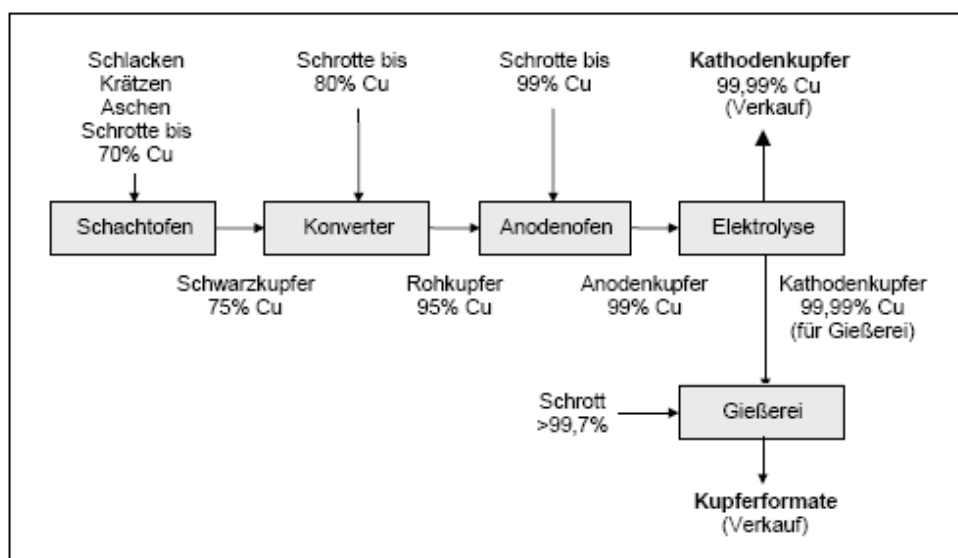 Schlacken
Krätzen
Aschen
Schrotte bis
70% Cu
Schrotte bis
80% Cu
Schrotte bis
99% Cu
Kathodenkupfer
99,99% Cu
(Verkauf)
Schachtofen
Konverter
Anodenofen
Elektrolyse
Schwarzkupfer
75% Cu
Rohkupfer
95% Cu
Anodenkupfer
99% Cu
Kathodenkupfer
99,99% Cu
(für Gießerei)
Schrott
>99,7%
Gießerei
Kupferformate
(Verkauf)